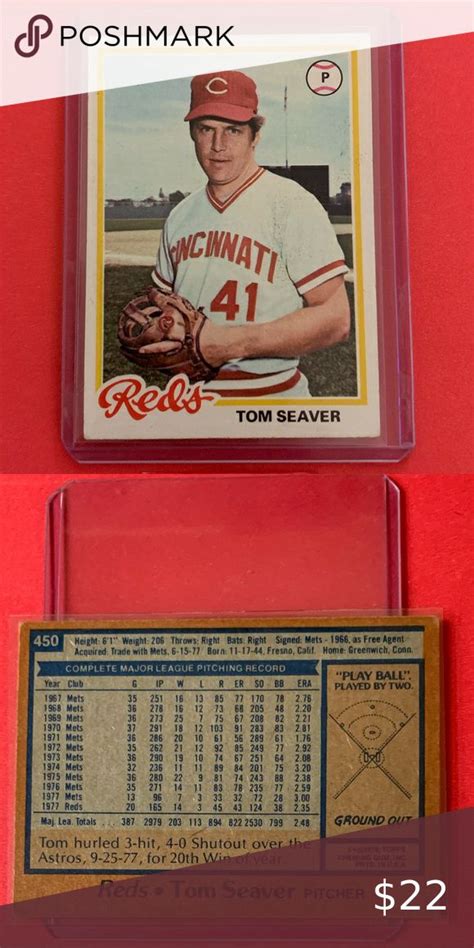 POSHMARK
P
CINCINNATI
41
Reds
TOM SEAVER
450
Height: 6'1" Weight: 206 Throws: Right Bats: Right Signed: Mets - 1966, as Free Agent
Acquired: Trade with Mets, 6-15-77 Born: 11-17-44, Fresno, Calif. Home: Greenwich, Conn.
COMPLETE MAJOR LEAGUE PITCHING RECORD
Year Club G IP W L R ER SO BB ERA
1967 Mets 35 251 16 13 85 77 170 78 2.76
1968 Mets 36 278 16 12 73 68 205 48 2.20
1969 Mets 36 273 25 7 75 67 208 82 2.21
1970 Mets 37 291 18 12 103 91 283 83 2.81
1971 Mets 36 286 20 10 61 56 289 61 1.76
1972 Mets 35 262 21 12 92 85 249 77 2.92
1973 Mets 36 290 19 10 74 67 251 64 2.08
1974 Mets 32 236 11 11 89 84 201 75 3.20
1975 Mets 36 280 22 9 81 74 243 88 2.38
1976 Mets 271 14 11 83 78 235 77
1977 Mets 7 3 33 32 72 28 3.00
1977 Reds 20 165 14 3 45 43 124 38 2.35
Maj. Lea. Totals ... 387 2979 203 113 894 822 2530 799 2.48
"PLAY BALL"
PLAYED BY TWO.
GROUND OUT
Tom hurled 3-hit, 4-0 Shutout over the
Astros, 9-25-77, for 20th Win of year.
Reds • Tom Seaver PITCHER
$22
POSHMARK